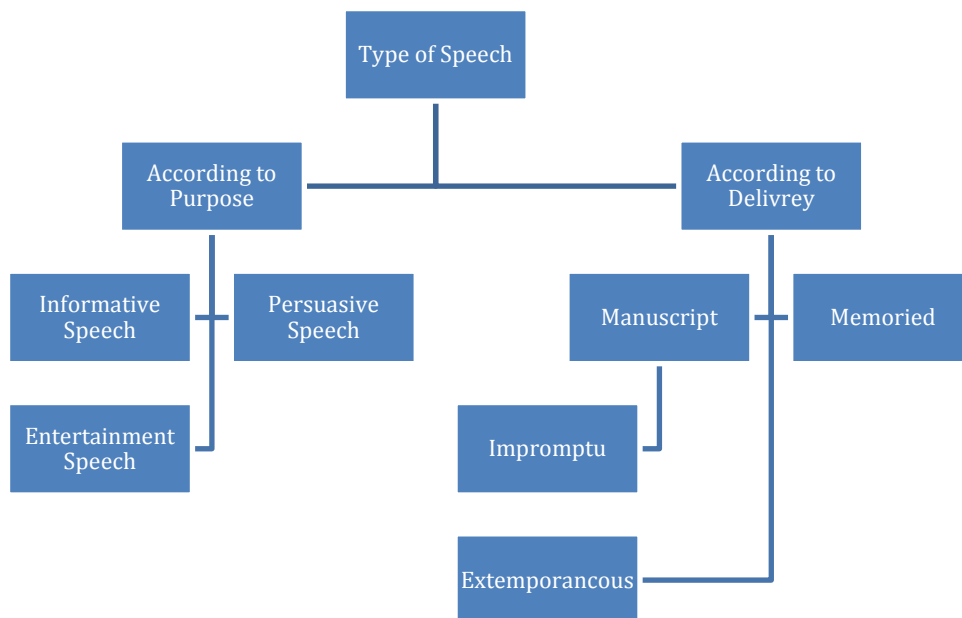 Type of Speech
According to
Purpose
According to
Delivrey
Informative
Speech
Persuasive
Speech
Manuscript
Memoried
Entertainment
Speech
Impromptu
Extemporancous